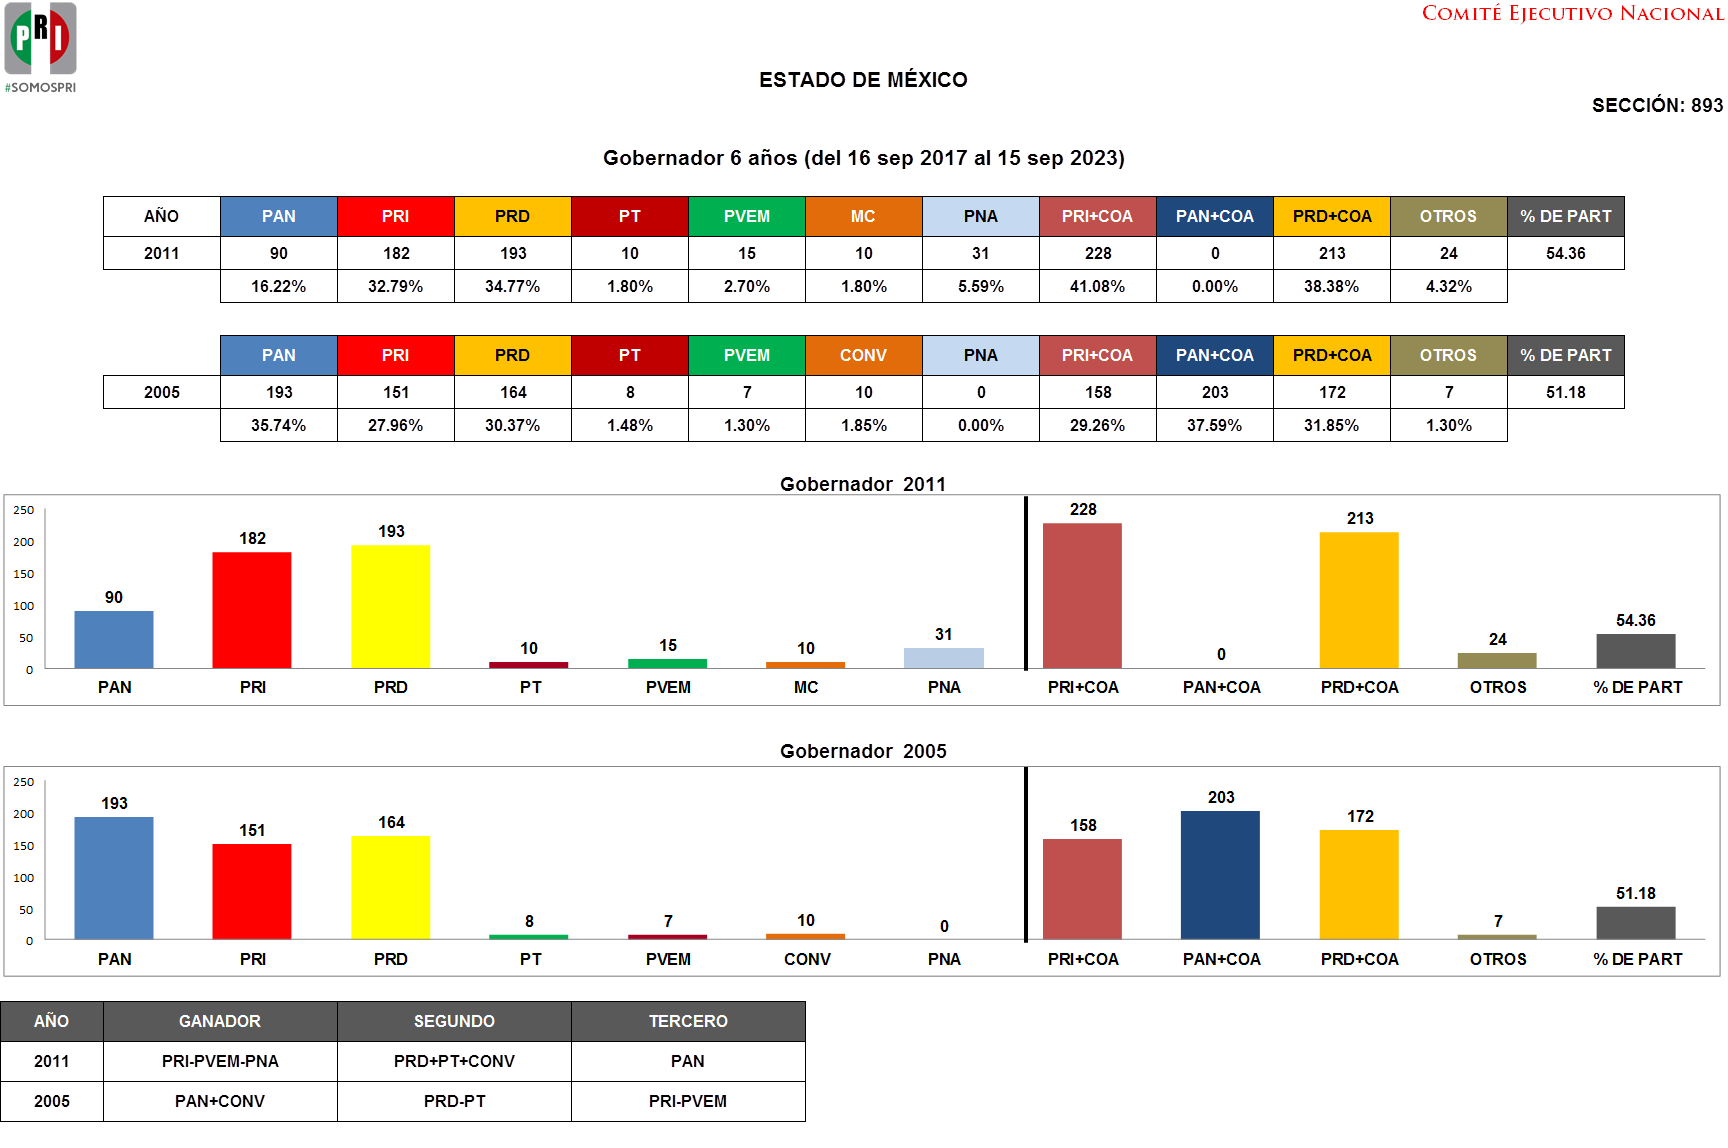 PRI
#SOMOSPRI
COMITÉ EJECUTIVO NACIONAL
ESTADO DE MÉXICO
SECCIÓN: 893
Gobernador 6 años (del 16 sep 2017 al 15 sep 2023)
AÑO PAN PRI PRD PT PVEM MC PNA PRI+COA PAN+COA PRD+COA OTROS % DE PART
2011 90 182 193 10 15 10 31 228 0 213 24 54.36
16.22% 32.79% 34.77% 1.80% 2.70% 1.80% 5.59% 41.08% 0.00% 38.38% 4.32%
PAN PRI PRD PT PVEM CONV PNA PRI+COA PAN+COA PRD+COA OTROS % DE PART
2005 193 151 164 8 7 10 0 158 203 172 7 51.18
35.74% 27.96% 30.37% 1.48% 1.30% 1.85% 0.00% 29.26% 37.59% 31.85% 1.30%
Gobernador 2011
250
200
150
100
50
0
90 182 193 10 15 10 31 228 0 213 24 54.36
PAN PRI PRD PT PVEM MC PNA PRI+COA PAN+COA PRD+COA OTROS % DE PART
Gobernador 2005
250
200
150
100
50
0
193 151 164 8 7 10 0 158 203 172 7 51.18
PAN PRI PRD PT PVEM CONV PNA PRI+COA PAN+COA PRD+COA OTROS % DE PART
AÑO GANADOR SEGUNDO TERCERO
2011 PRI-PVEM-PNA PRD+PT+CONV PAN
2005 PAN+CONV PRD-PT PRI-PVEM